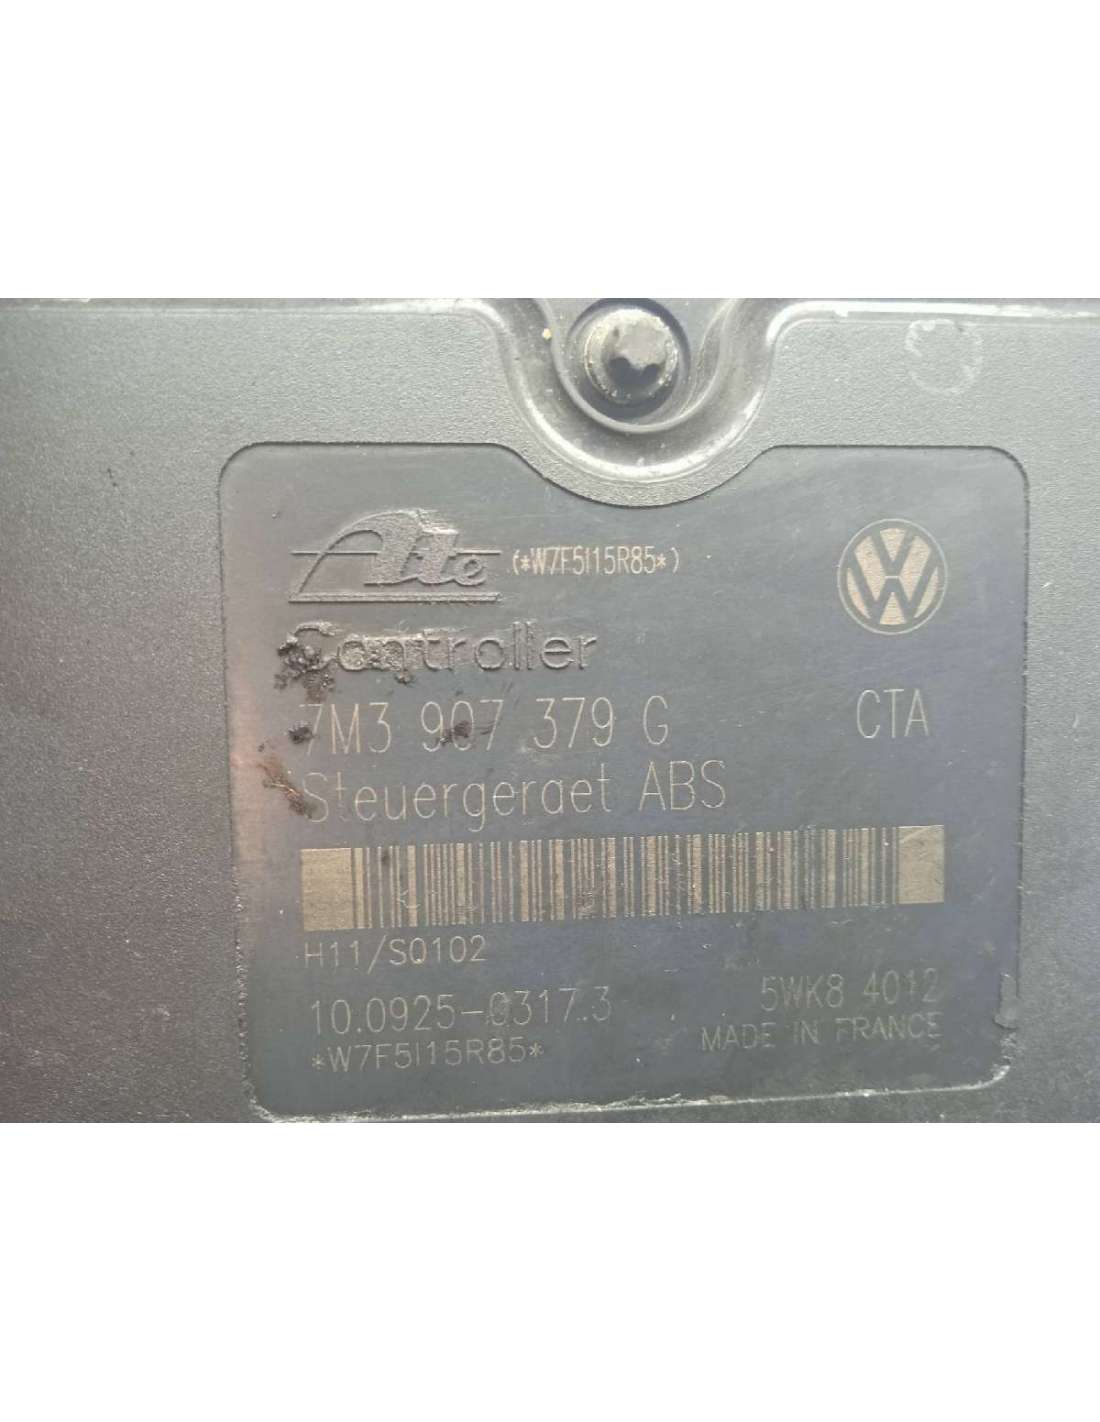 Ate (*W7F5I15R85*)
Controller
7M3 907 379 G CTA
Steuergeraet ABS
H11/SQ102
10.0925-0317.3 5WK8 4012
*W7F5I15R85* MADE IN FRANCE